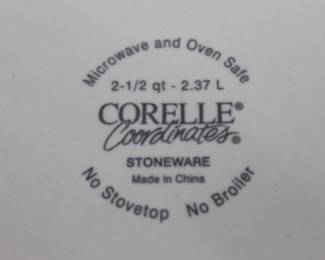 Microwave and Oven Safe
2-1/2 qt - 2.37 L
CORELLE®
Coordinates®
STONEWARE
Made in China
No Stovetop No Broiler